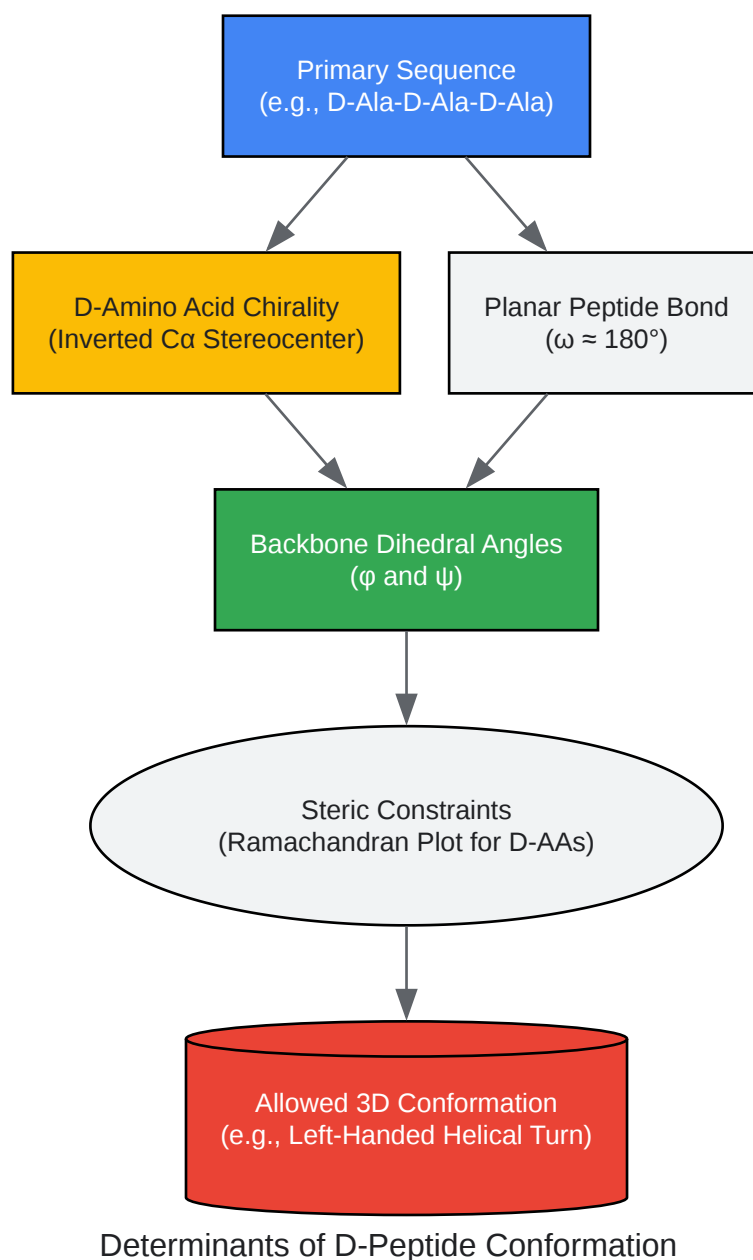 Primary Sequence
(e.g., D-Ala-D-Ala-D-Ala)
D-Amino Acid Chirality
(Inverted Cα Stereocenter)
Planar Peptide Bond
(ω ≈ 180°)
Backbone Dihedral Angles
(φ and ψ)
Steric Constraints
(Ramachandran Plot for D-AAs)
Allowed 3D Conformation
(e.g., Left-Handed Helical Turn)
Determinants of D-Peptide Conformation